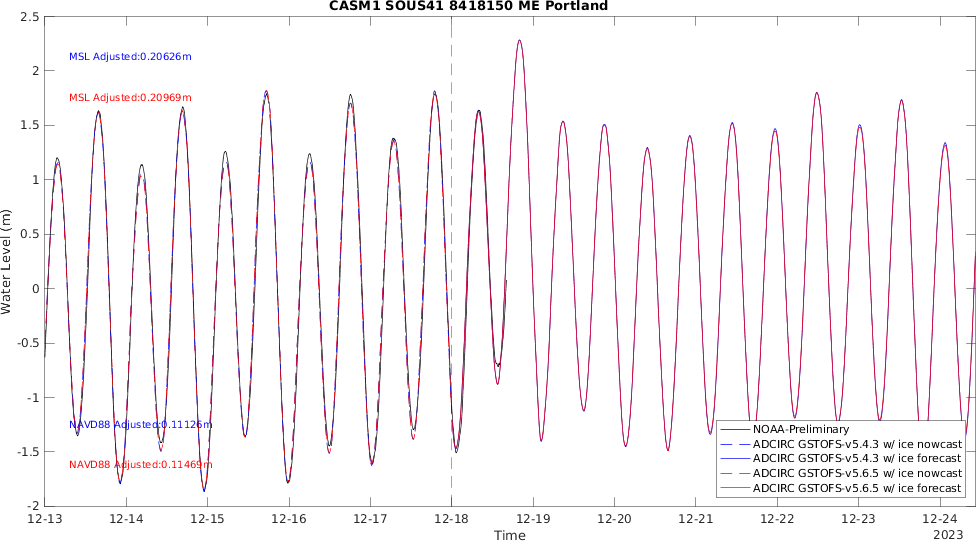 CASM1 SOUS41 8418150 ME Portland
2.5
2
1.5
1
0.5
0
-0.5
-1
-1.5
-2
Water Level (m)
MSL Adjusted:0.20626m
MSL Adjusted:0.20969m
NAVD88 Adjusted:0.11126m
NAVD88 Adjusted:0.11469m
NOAA-Preliminary
ADCIRC GSTOFS-v5.4.3 w/ ice nowcast
ADCIRC GSTOFS-v5.4.3 w/ ice forecast
ADCIRC GSTOFS-v5.6.5 w/ ice nowcast
ADCIRC GSTOFS-v5.6.5 w/ ice forecast
12-13 12-14 12-15 12-16 12-17 12-18 12-19 12-20 12-21 12-22 12-23 12-24
Time
2023